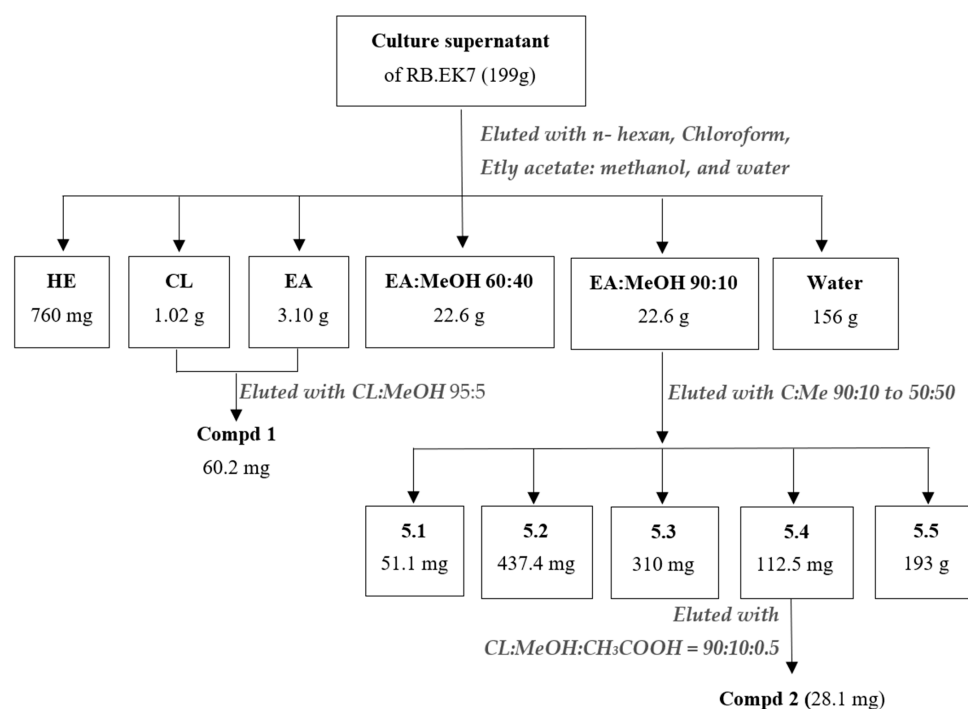 Culture supernatant
of RB.EK7 (199g)
Eluted with n- hexan, Chloroform,
Etly acetate: methanol, and water
HE
760 mg
CL
1.02 g
EA
3.10 g
EA:MeOH 60:40
22.6 g
EA:MeOH 90:10
22.6 g
Water
156 g
Eluted with CL:MeOH 95:5
Eluted with C:Me 90:10 to 50:50
Compd 1
60.2 mg
5.1
51.1 mg
5.2
437.4 mg
5.3
310 mg
5.4
112.5 mg
5.5
193 g
Eluted with
CL:MeOH:CH₃COOH = 90:10:0.5
Compd 2 (28.1 mg)